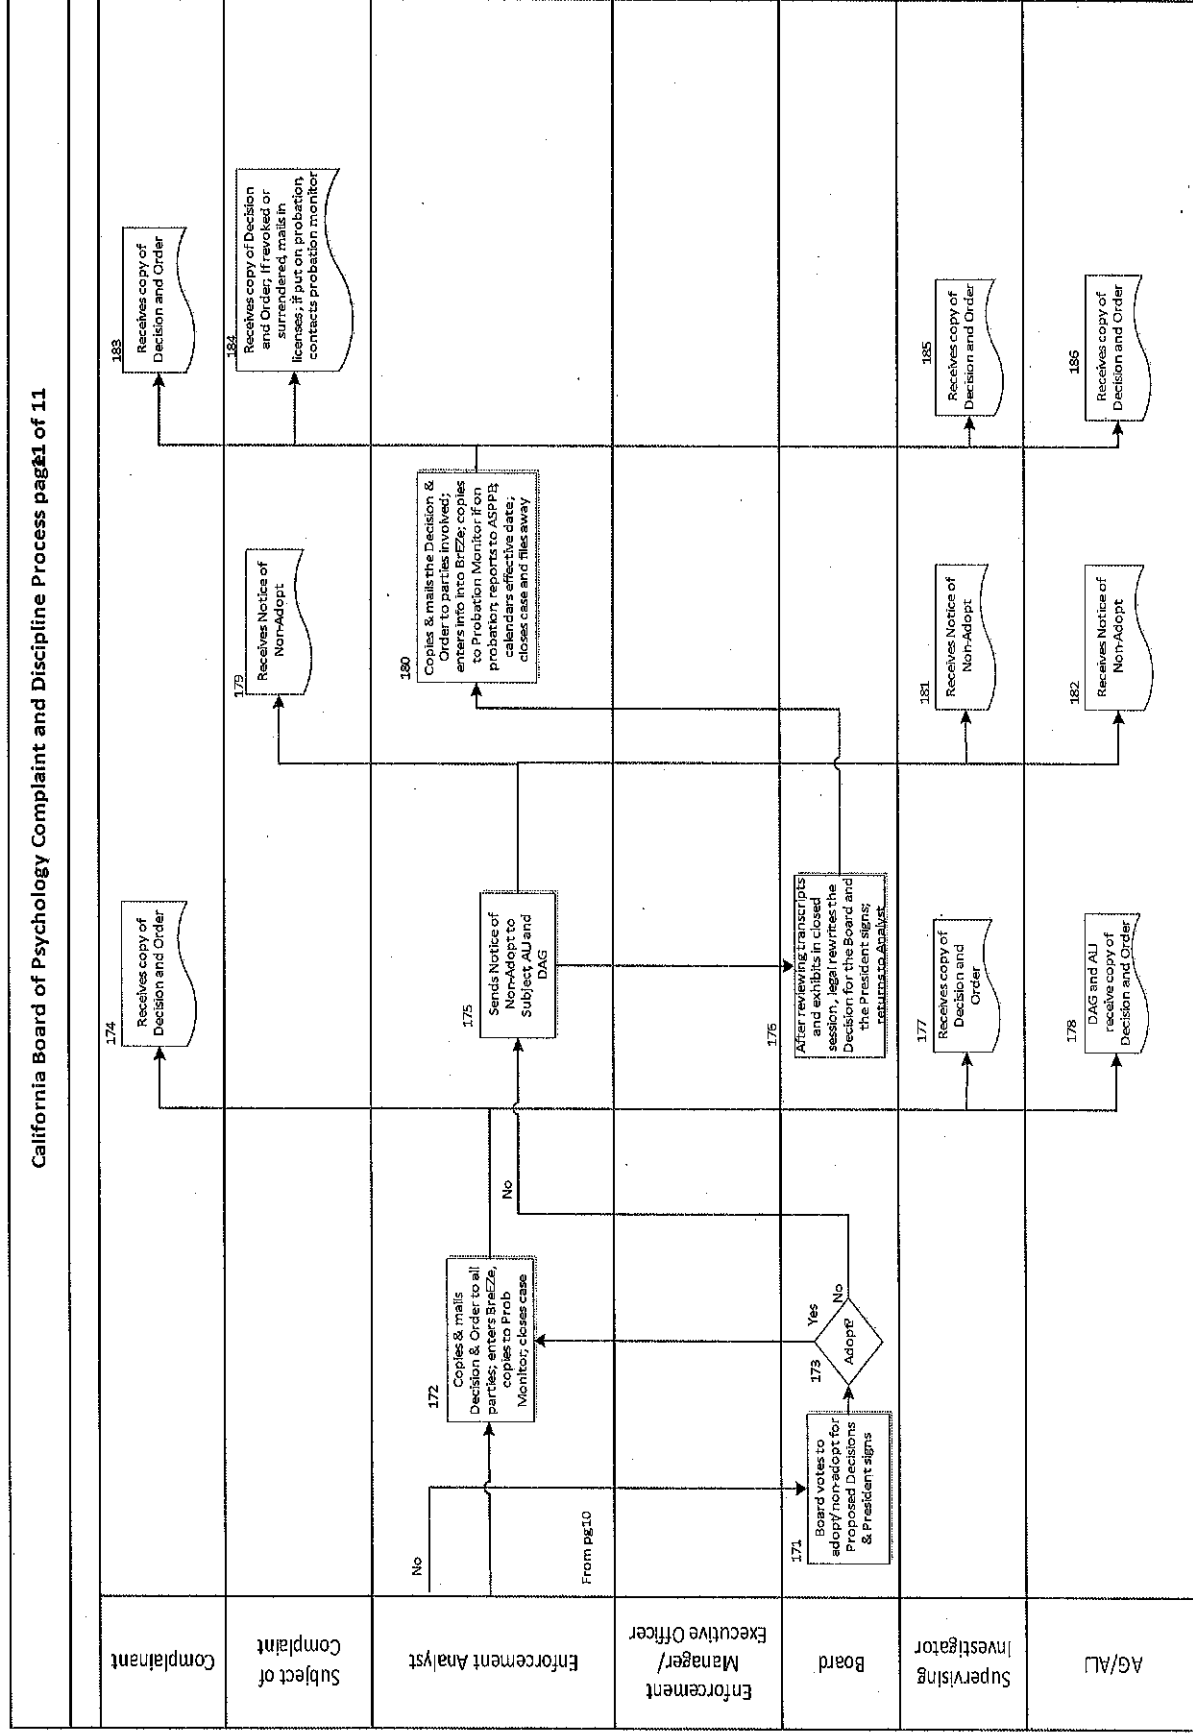 California Board of Psychology Complaint and Discipline Process page
of 11
Complainant
174
Receives copy of
Decision and Order
183
Receives copy of
Decision and Order
Subject of
Complaint
179
Receives Notice of
Non-Adopt
184
Receives copy of Decision
and Order; If revoked or
surrendered, mails in
licenses; if put on probation,
contacts probation monitor
Enforcement Analyst
No
From pg10
172
Copies & mails
Decision & Order to all
parties; enters BreEZe,
copies to Prob
Monitor; closes case
No
175
Sends Notice of
Non-Adopt to
Subject, ALJ and
DAG
180
Copies & mails the Decision &
Order to parties involved;
enters info into BrEZe; copies
to Probation Monitor if on
probation; reports to ASPPB;
calendars effective date;
closes case and files away
Enforcement
Manager/
Executive Officer
Board
171
Board votes to
adopt/non-adopt for
Proposed Decisions
& President signs
173
Adopt?
Yes
No
176
After reviewing transcripts
and exhibits in closed
session, legal rewrites the
Decision for the Board and
the President signs;
returns to Analyst
Supervising
Investigator
177
Receives copy of
Decision and
Order
181
Receives Notice of
Non-Adopt
185
Receives copy of
Decision and Order
AG/ALJ
178
DAG and ALJ
receive copy of
Decision and Order
182
Receives Notice of
Non-Adopt
186
Receives copy of
Decision and Order